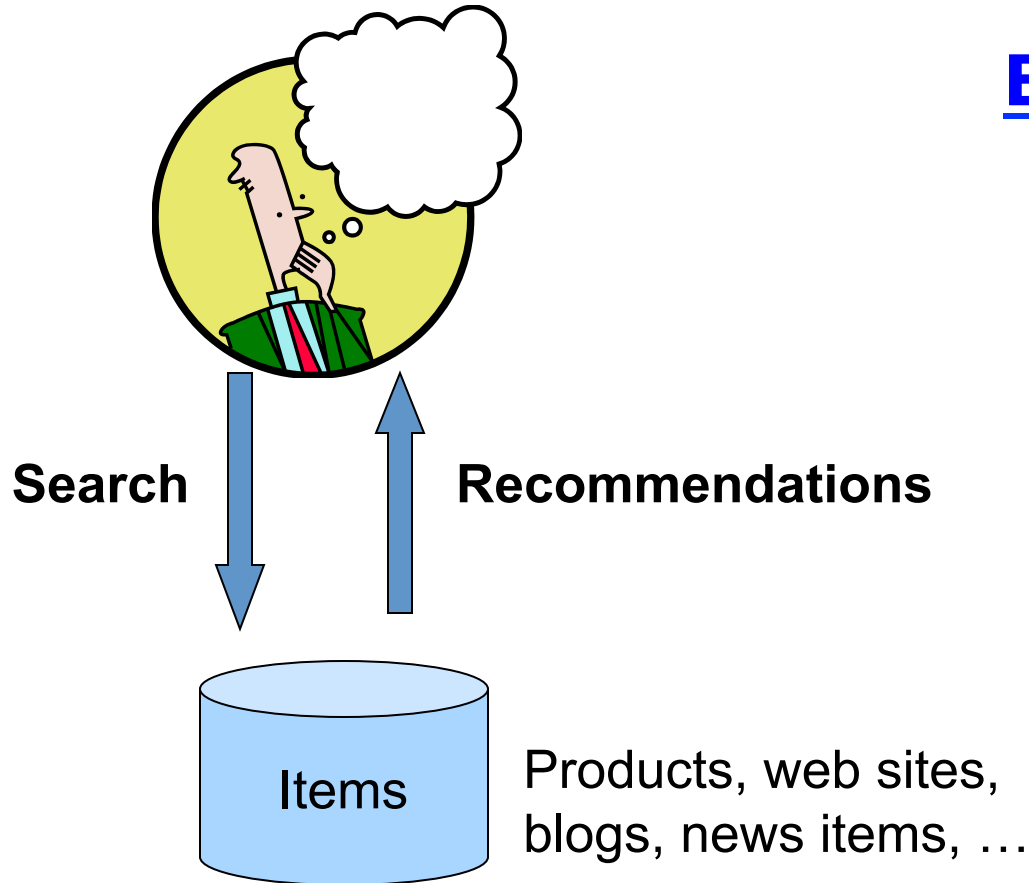 Search
Recommendations
Items
Products, web sites,
blogs, news items, …